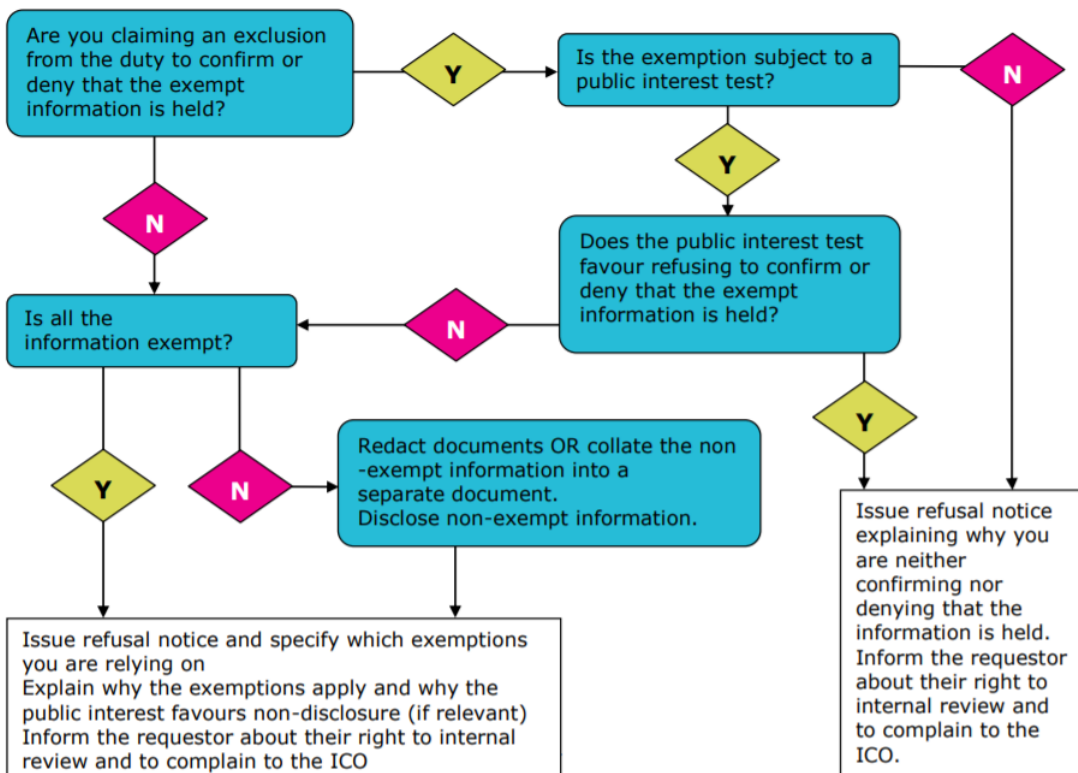 Are you claiming an exclusion
from the duty to confirm or
deny that the exempt
information is held?
Y
Is the exemption subject to a
public interest test?
N
Y
N
Does the public interest test
favour refusing to confirm or
deny that the exempt
information is held?
N
Is all the
information exempt?
Y
Y
N
Redact documents OR collate the non
-exempt information into a
separate document.
Disclose non-exempt information.
Issue refusal notice
explaining why you
are neither
confirming nor
denying that the
information is held.
Inform the requestor
about their right to
internal review and
to complain to the
ICO.
Issue refusal notice and specify which exemptions
you are relying on
Explain why the exemptions apply and why the
public interest favours non-disclosure (if relevant)
Inform the requestor about their right to internal
review and to complain to the ICO